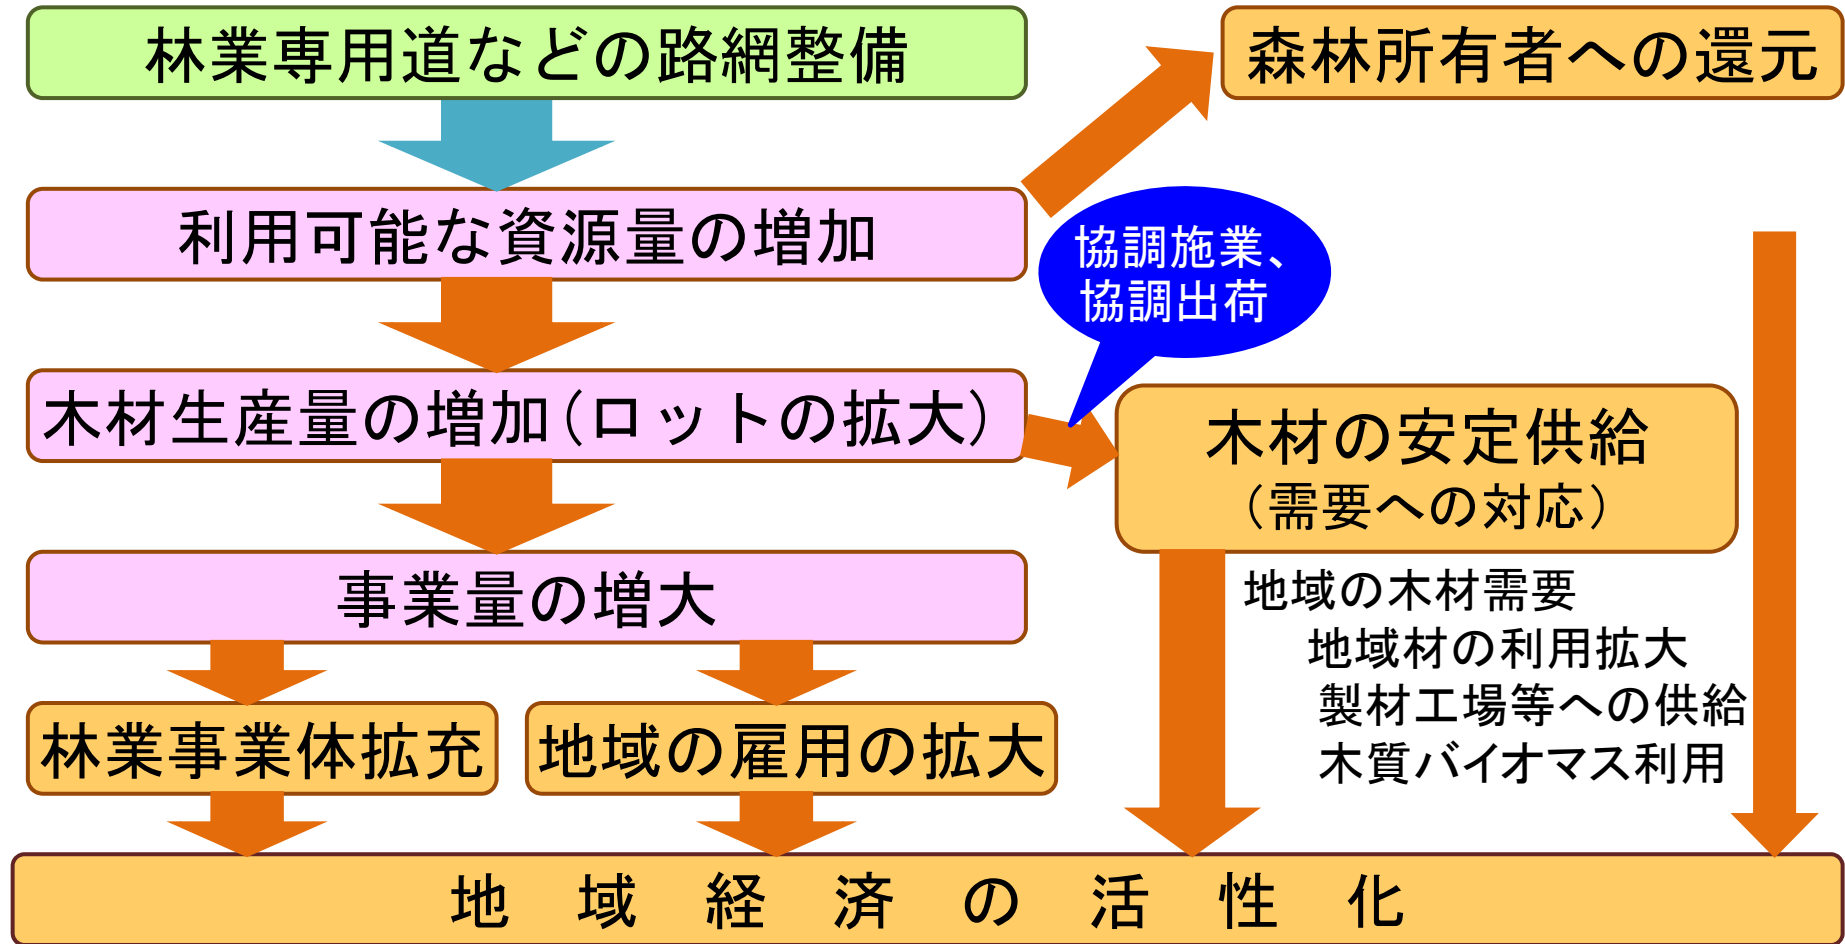 林業専用道などの路網整備
森林所有者への還元
利用可能な資源量の増加
協調施業、
協調出荷
木材生産量の増加(ロットの拡大)
木材の安定供給
(需要への対応)
事業量の増大
地域の木材需要
地域材の利用拡大
製材工場等への供給
木質バイオマス利用
林業事業体拡充
地域の雇用の拡大
地域経済の活性化